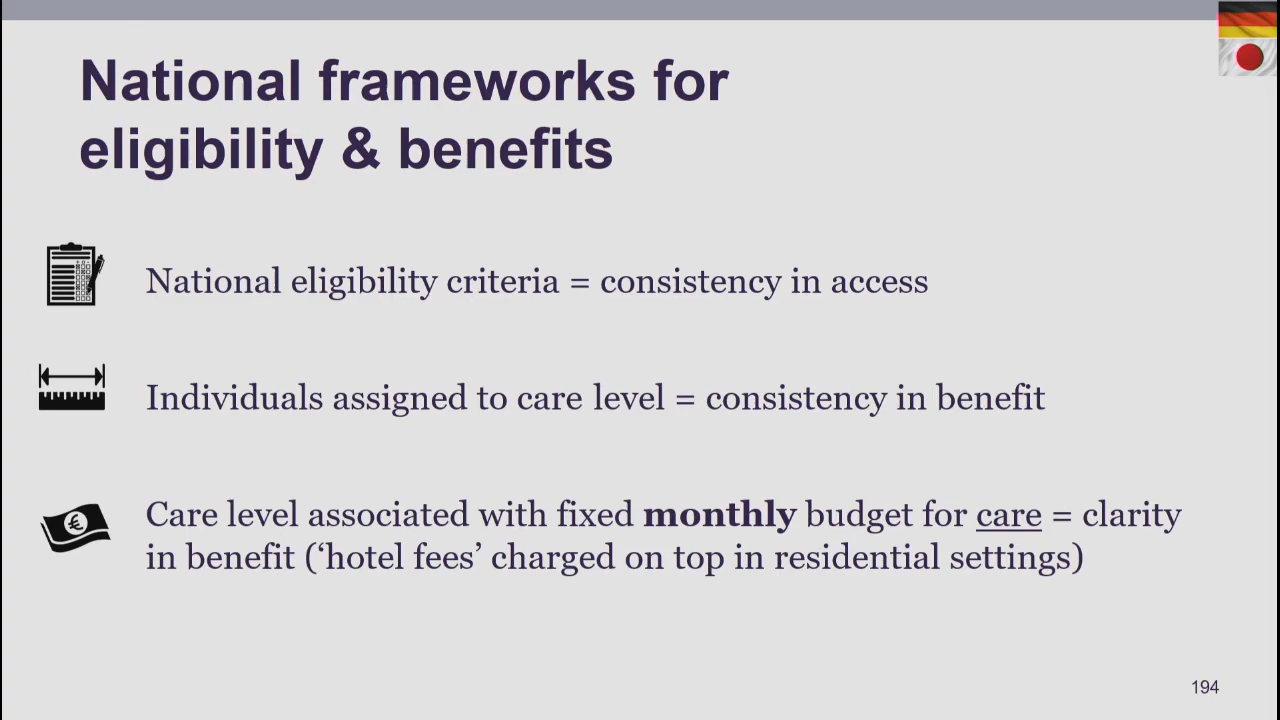 National frameworks for
eligibility & benefits
National eligibility criteria = consistency in access
Individuals assigned to care level = consistency in benefit
€
Care level associated with fixed monthly budget for care = clarity
in benefit (‘hotel fees’ charged on top in residential settings)
194